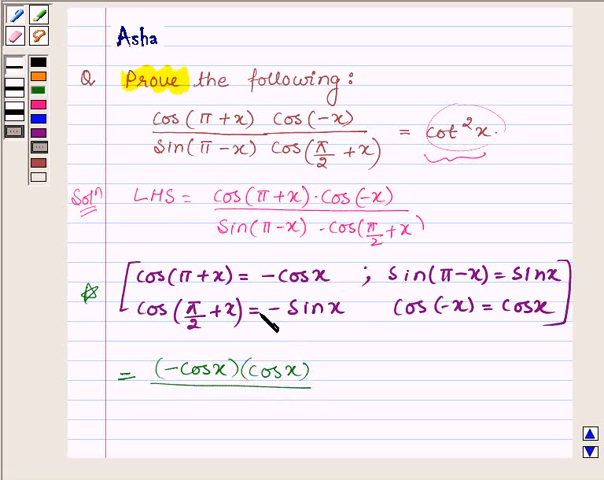 Asha
Q Prove the following:
cos(π+x) cos(-x) / sin(π-x) cos(π/2 +x) = cot²x.
Solⁿ LHS = cos(π+x)·cos(-x) / sin(π-x) ·cos(π/2+x)
[cos(π+x) = -cosx ; sin(π-x) = sinx
cos(π/2+x) = -sinx cos(-x) = cosx]
= (-cosx)(cosx)